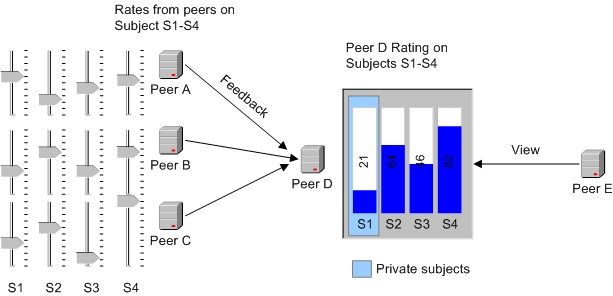 Rates from peers on
Subject S1-S4
Peer A
Peer B
Peer C
S1 S2 S3 S4
Feedback
Peer D
Peer D Rating on
Subjects S1-S4
21 64 46 82
S1 S2 S3 S4
View
Peer E
Private subjects